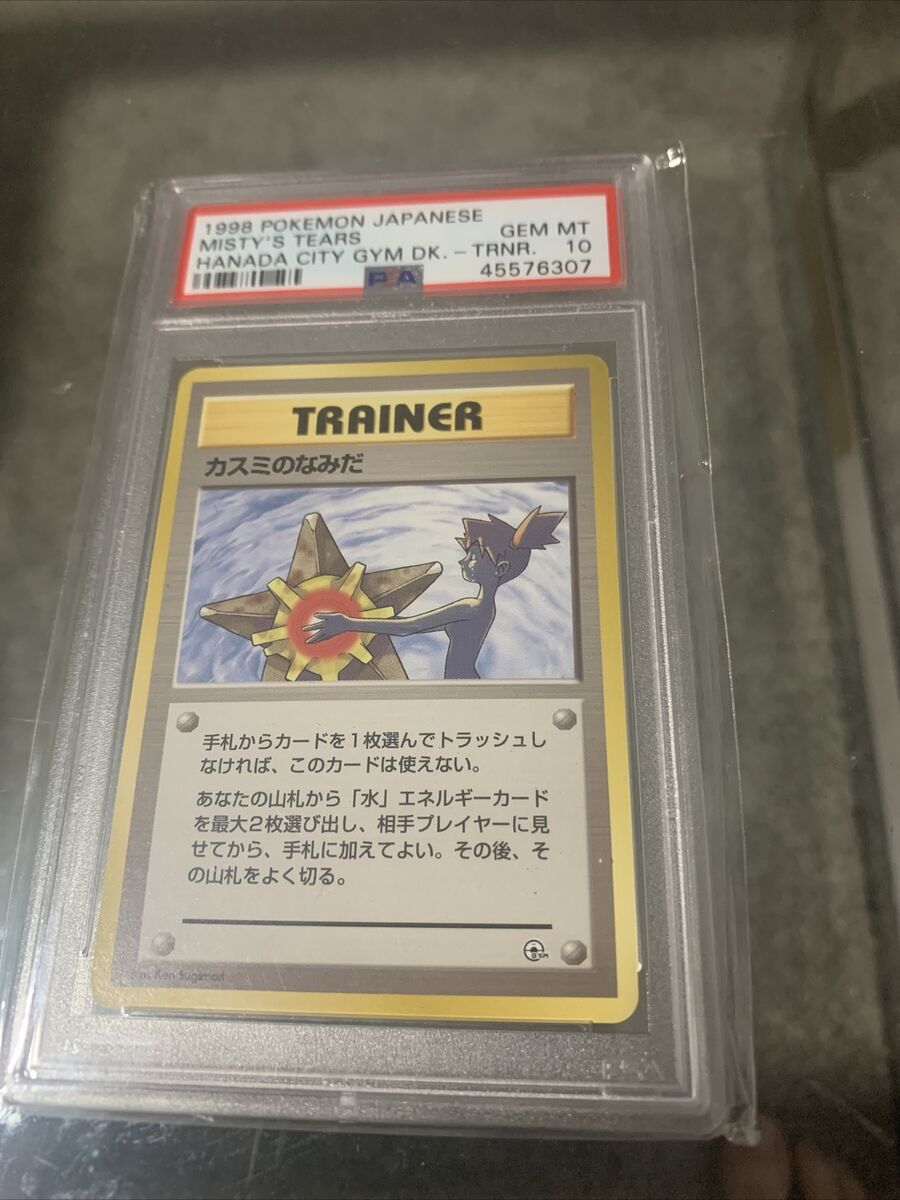 1998 POKEMON JAPANESE
MISTY'S TEARS GEM MT
HANADA CITY GYM DK. - TRNR. 10
PSA 45576307
TRAINER
カスミのなみだ
手札からカードを1枚選んでトラッシュし
なければ、このカードは使えない。
あなたの山札から「水」エネルギーカード
を最大2枚選び出し、相手プレイヤーに見
せてから、手札に加えてよい。その後、そ
の山札をよく切る。
GYM
Ken Sugimori